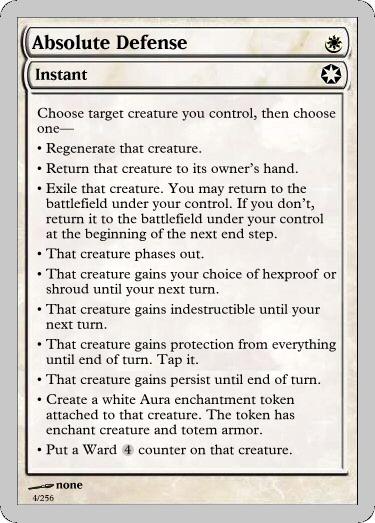 Absolute Defense
Instant
Choose target creature you control, then choose
one—
• Regenerate that creature.
• Return that creature to its owner's hand.
• Exile that creature. You may return to the
battlefield under your control. If you don't,
return it to the battlefield under your control
at the beginning of the next end step.
• That creature phases out.
• That creature gains your choice of hexproof or
shroud until your next turn.
• That creature gains indestructible until your
next turn.
• That creature gains protection from everything
until end of turn. Tap it.
• That creature gains persist until end of turn.
• Create a white Aura enchantment token
attached to that creature. The token has
enchant creature and totem armor.
• Put a Ward 4 counter on that creature.
none
4/256